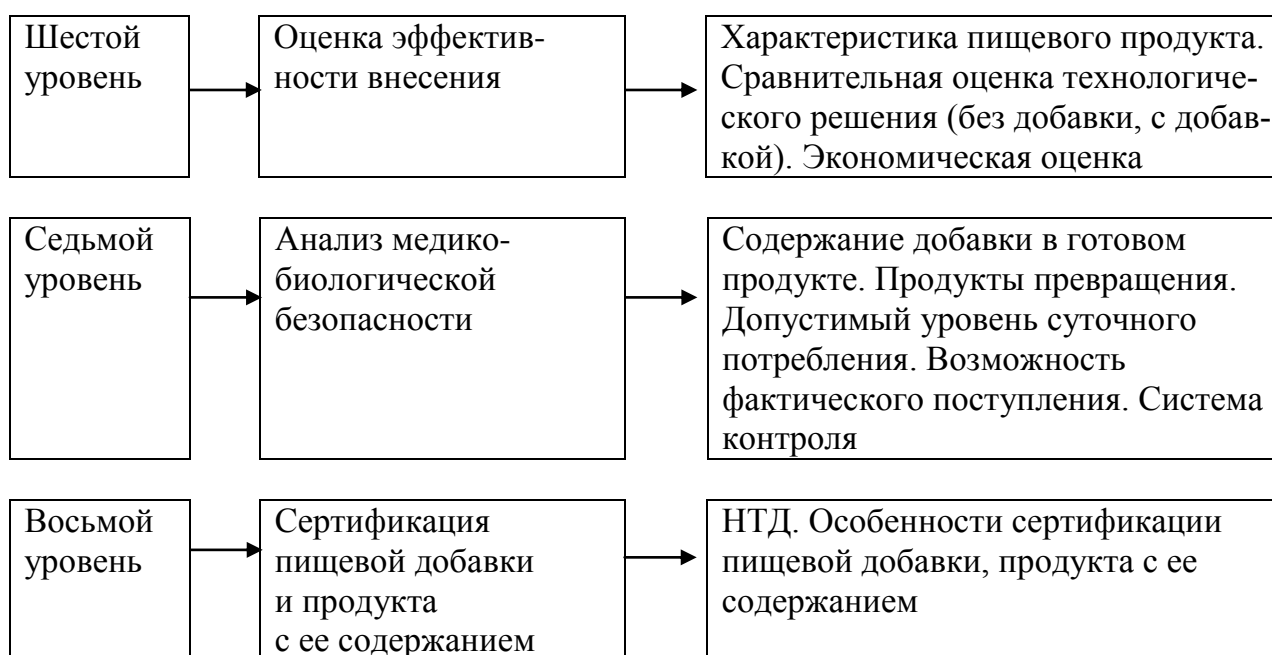 Шестой
уровень
Оценка эффектив-
ности внесения
Характеристика пищевого продукта.
Сравнительная оценка технологиче-
ского решения (без добавки, с добав-
кой). Экономическая оценка
Седьмой
уровень
Анализ медико-
биологической
безопасности
Содержание добавки в готовом
продукте. Продукты превращения.
Допустимый уровень суточного
потребления. Возможность
фактического поступления. Система
контроля
Восьмой
уровень
Сертификация
пищевой добавки
и продукта
с ее содержанием
НТД. Особенности сертификации
пищевой добавки, продукта с ее
содержанием